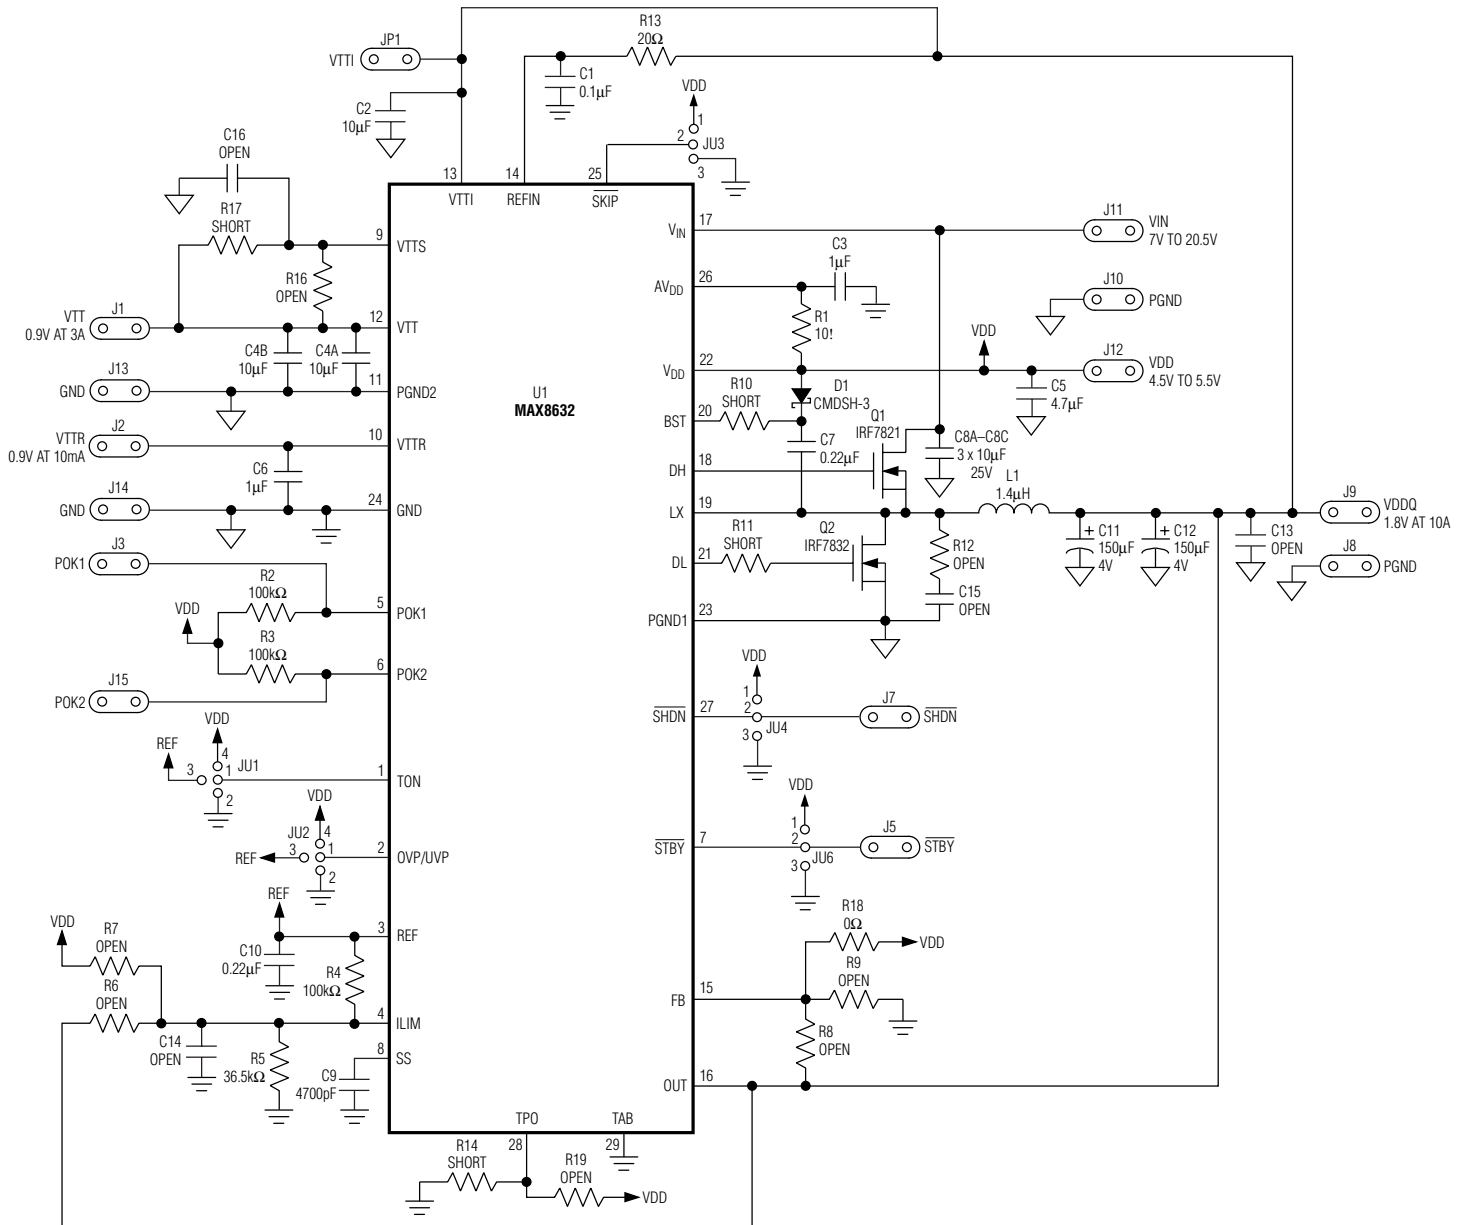 R13
20Ω
JP1
VTTI
C1
0.1µF
VDD
C2
10µF
1
2
JU3
3
C16
OPEN
13
14
25
VTTI
REFIN
SKIP
R17
SHORT
9
VTTS
R16
OPEN
VTT
0.9V AT 3A
J1
12
VTT
C4B
10µF
C4A
10µF
J13
GND
11
PGND2
J2
VTTR
0.9V AT 10mA
10
VTTR
C6
1µF
J14
GND
24
GND
J3
POK1
R2
100kΩ
VDD
5
POK1
R3
100kΩ
6
POK2
J15
POK2
VDD
REF
4
3
1
JU1
2
1
TON
VDD
JU2
4
REF
3
1
2
2
OVP/UVP
REF
3
REF
C10
0.22µF
R4
100kΩ
VDD
R7
OPEN
R6
OPEN
4
ILIM
C14
OPEN
R5
36.5kΩ
8
SS
C9
4700pF
U1
MAX8632
VIN
17
J11
VIN
7V TO 20.5V
C3
1µF
AVDD
26
J10
PGND
R1
10!
VDD
VDD
22
J12
VDD
4.5V TO 5.5V
C5
4.7µF
R10
SHORT
D1
CMDSH-3
BST
20
Q1
IRF7821
C7
0.22µF
C8A–C8C
3 x 10µF
25V
DH
18
L1
1.4µH
LX
19
J9
VDDQ
1.8V AT 10A
R11
SHORT
Q2
IRF7832
R12
OPEN
+ C11
150µF
4V
+ C12
150µF
4V
C13
OPEN
DL
21
J8
PGND
C15
OPEN
PGND1
23
VDD
SHDN
27
1
2
3
JU4
J7
SHDN
VDD
STBY
7
1
2
3
JU6
J5
STBY
R18
0Ω
VDD
R9
OPEN
FB
15
R8
OPEN
OUT
16
TPO
28
TAB
29
R14
SHORT
R19
OPEN
VDD